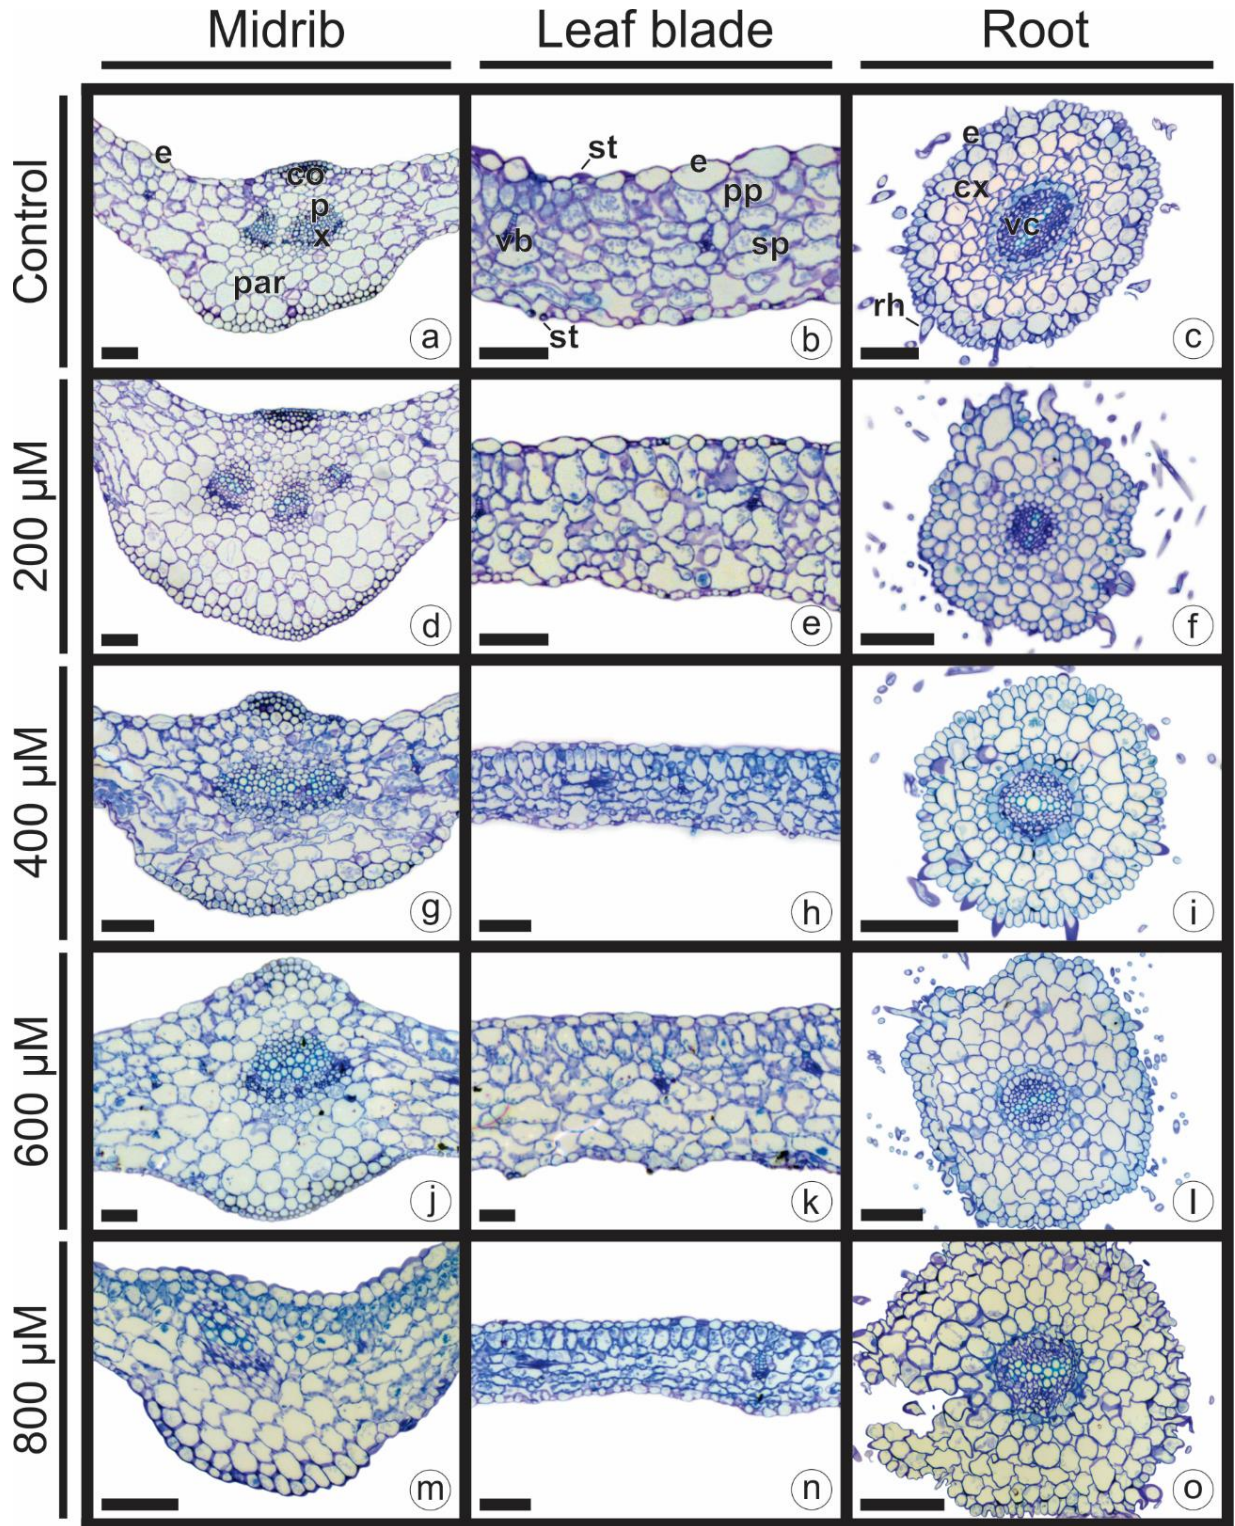 Midrib Leaf blade Root
Control
e
co
p
x
par
a
st
e
pp
vb
sp
st
b
e
cx
vc
rh
c
200 µM
d
e
f
400 µM
g
h
i
600 µM
j
k
l
800 µM
m
n
o